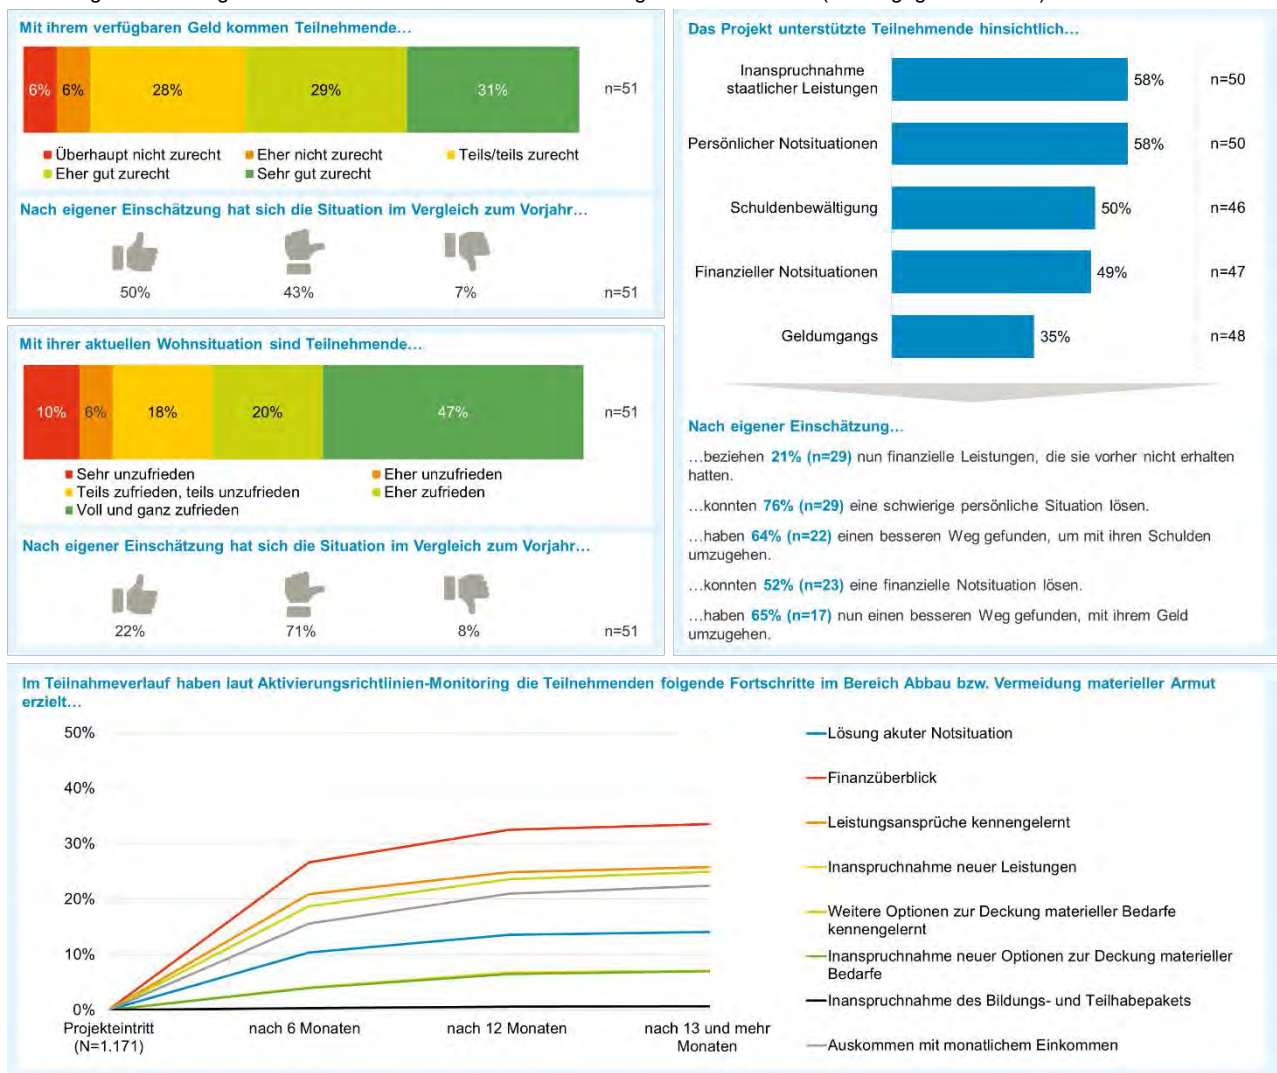 Mit ihrem verfügbaren Geld kommen Teilnehmende…
6% 6% 28% 29% 31% n=51
Überhaupt nicht zurecht Eher nicht zurecht Teils/teils zurecht
Eher gut zurecht Sehr gut zurecht
Nach eigener Einschätzung hat sich die Situation im Vergleich zum Vorjahr…
50% 43% 7% n=51
Mit ihrer aktuellen Wohnsituation sind Teilnehmende…
10% 6% 18% 20% 47% n=51
Sehr unzufrieden Eher unzufrieden
Teils zufrieden, teils unzufrieden Eher zufrieden
Voll und ganz zufrieden
Nach eigener Einschätzung hat sich die Situation im Vergleich zum Vorjahr…
22% 71% 8% n=51
Das Projekt unterstützte Teilnehmende hinsichtlich…
Inanspruchnahme
staatlicher Leistungen 58% n=50
Persönlicher Notsituationen 58% n=50
Schuldenbewältigung 50% n=46
Finanzieller Notsituationen 49% n=47
Geldumgangs 35% n=48
Nach eigener Einschätzung…
…beziehen 21% (n=29) nun finanzielle Leistungen, die sie vorher nicht erhalten
hatten.
…konnten 76% (n=29) eine schwierige persönliche Situation lösen.
…haben 64% (n=22) einen besseren Weg gefunden, um mit ihren Schulden
umzugehen.
…konnten 52% (n=23) eine finanzielle Notsituation lösen.
…haben 65% (n=17) nun einen besseren Weg gefunden, mit ihrem Geld
umzugehen.
Im Teilnahmeverlauf haben laut Aktivierungsrichtlinien-Monitoring die Teilnehmenden folgende Fortschritte im Bereich Abbau bzw. Vermeidung materieller Armut
erzielt…
50%
40%
30%
20%
10%
0%
Projekteintritt nach 6 Monaten nach 12 Monaten nach 13 und mehr
(N=1.171) Monaten
Lösung akuter Notsituation
Finanzüberblick
Leistungsansprüche kennengelernt
Inanspruchnahme neuer Leistungen
Weitere Optionen zur Deckung materieller Bedarfe
kennengelernt
Inanspruchnahme neuer Optionen zur Deckung materieller
Bedarfe
Inanspruchnahme des Bildungs- und Teilhabepakets
Auskommen mit monatlichem Einkommen